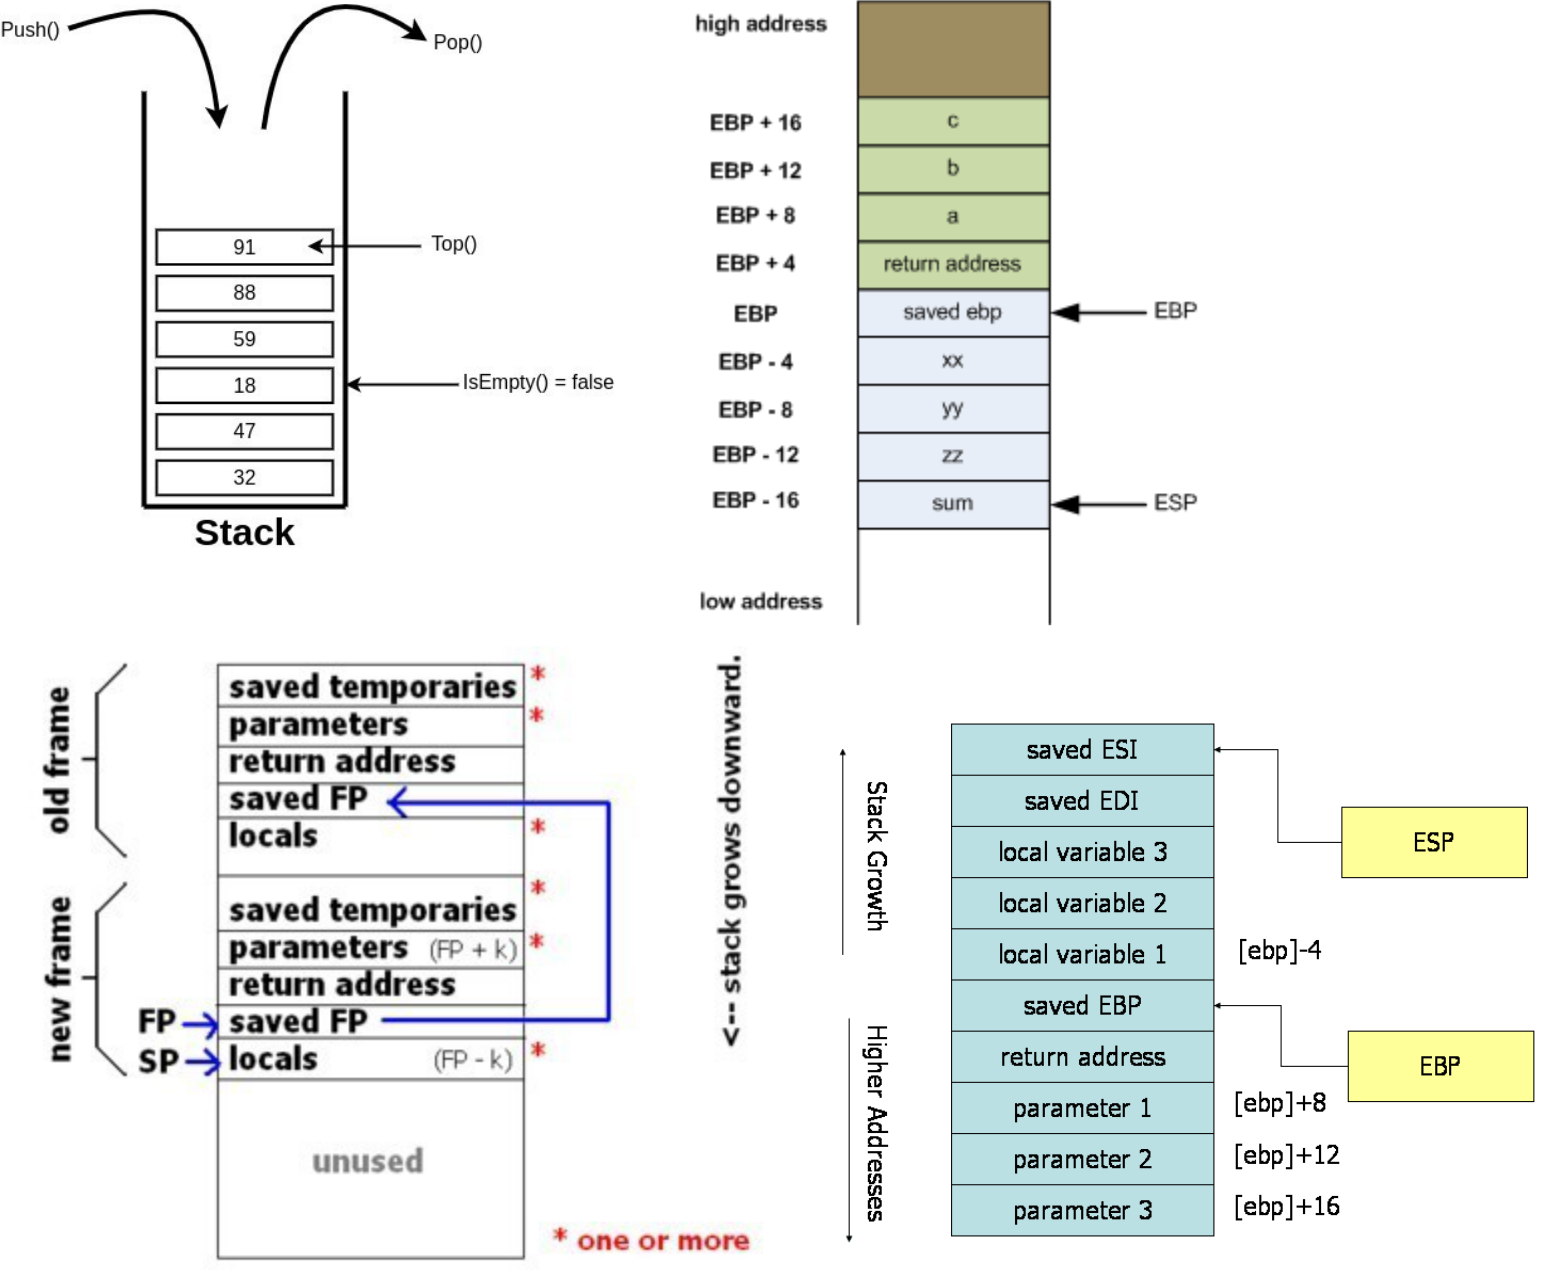 Push()
Pop()
91
Top()
88
59
18
IsEmpty() = false
47
32
Stack
high address
EBP + 16
c
EBP + 12
b
EBP + 8
a
EBP + 4
return address
EBP
saved ebp
EBP
EBP - 4
xx
EBP - 8
yy
EBP - 12
zz
EBP - 16
sum
ESP
low address
old frame
saved temporaries *
parameters *
return address
saved FP
locals *
new frame
*
saved temporaries
parameters (FP + k) *
return address
FP
saved FP
SP
locals (FP - k) *
unused
* one or more
<-- stack grows downward.
Stack Growth
Higher Addresses
saved ESI
saved EDI
local variable 3
local variable 2
local variable 1 [ebp]-4
saved EBP
return address
parameter 1 [ebp]+8
parameter 2 [ebp]+12
parameter 3 [ebp]+16
ESP
EBP